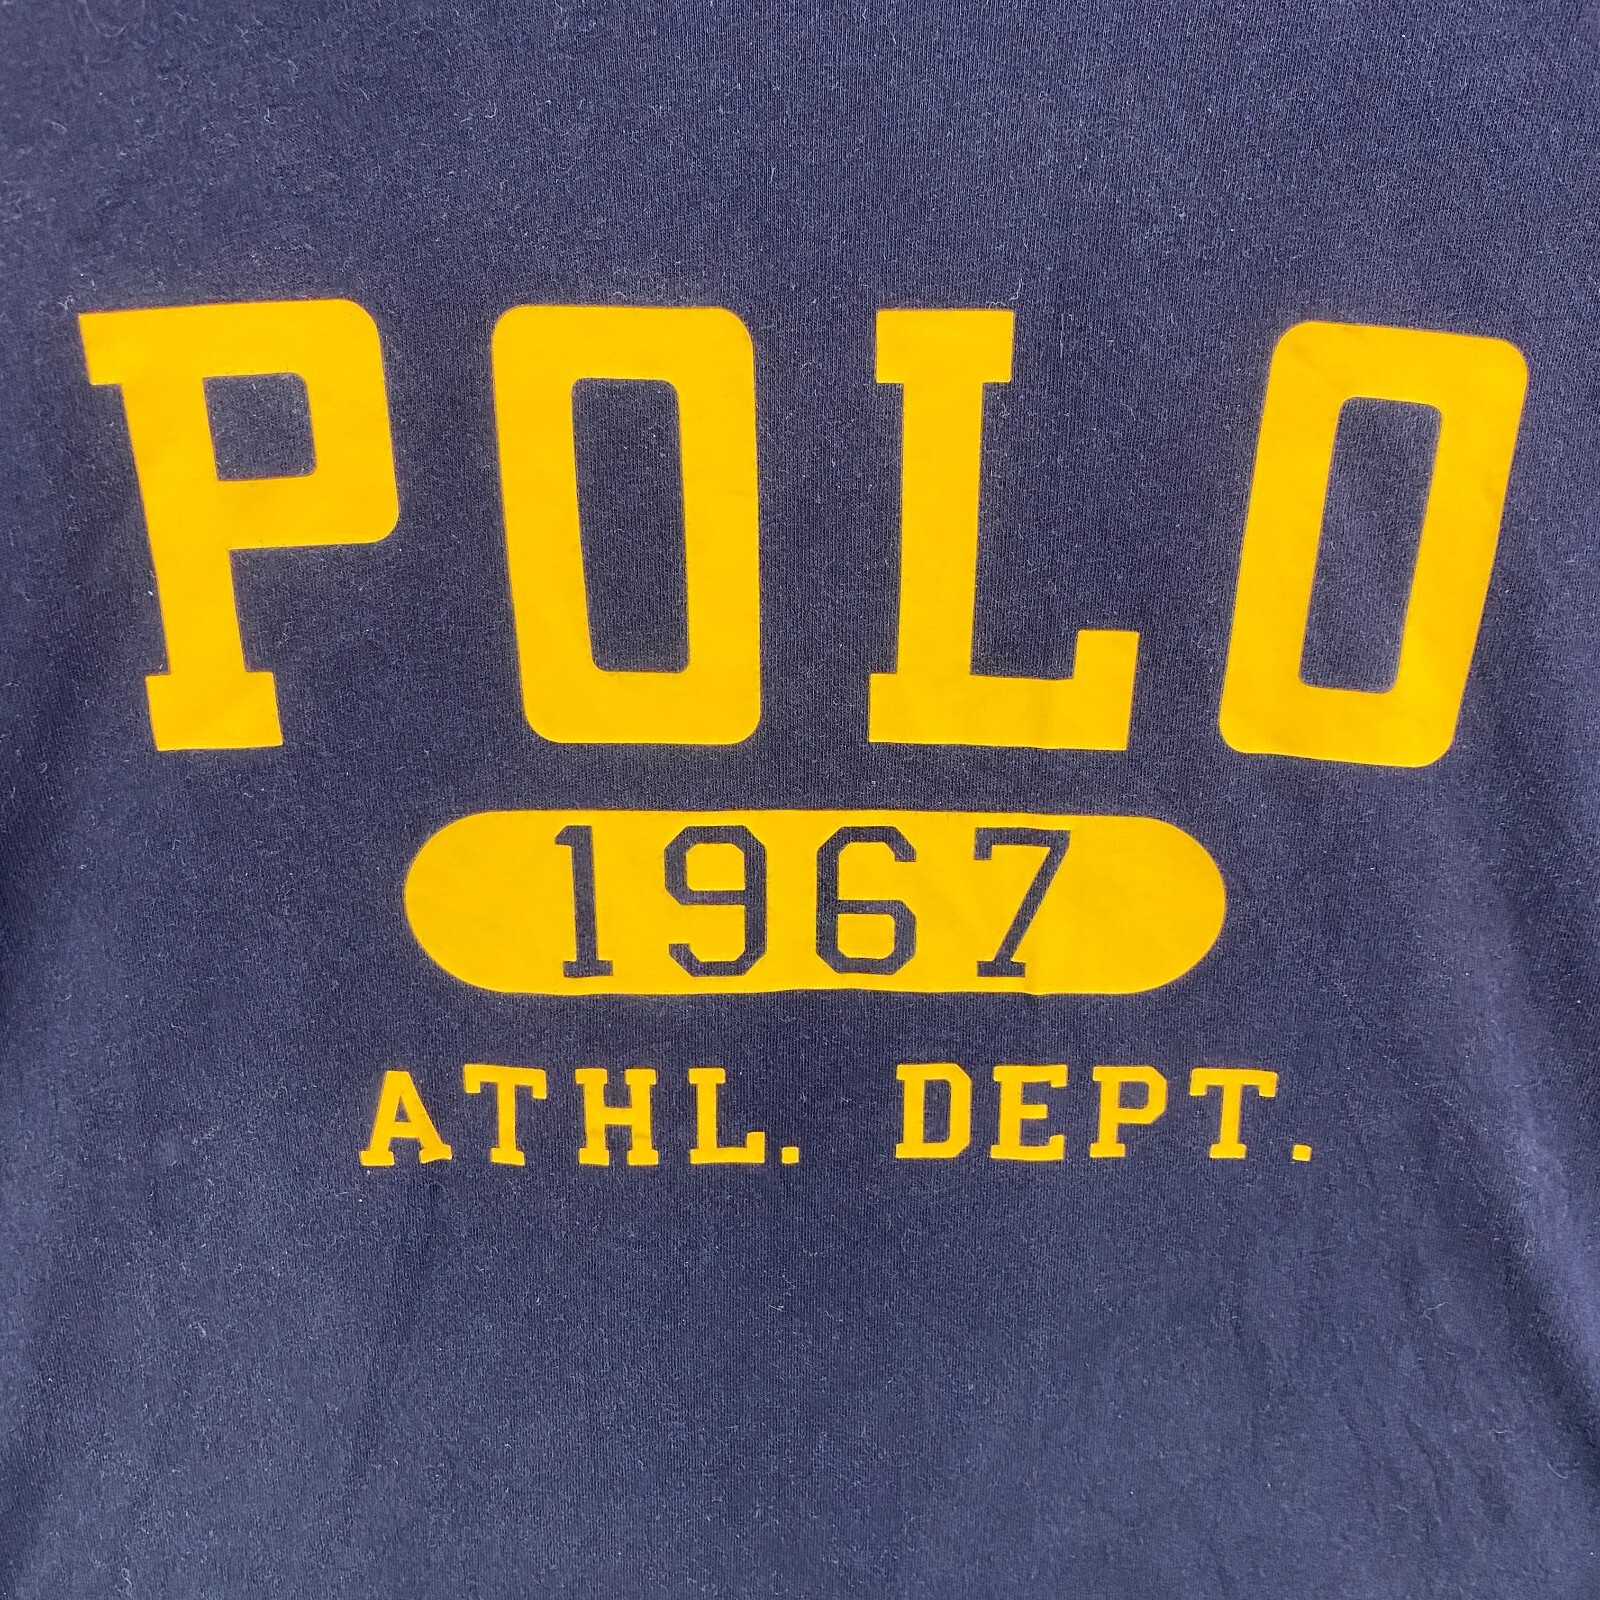 POLO
1967
ATHL. DEPT.